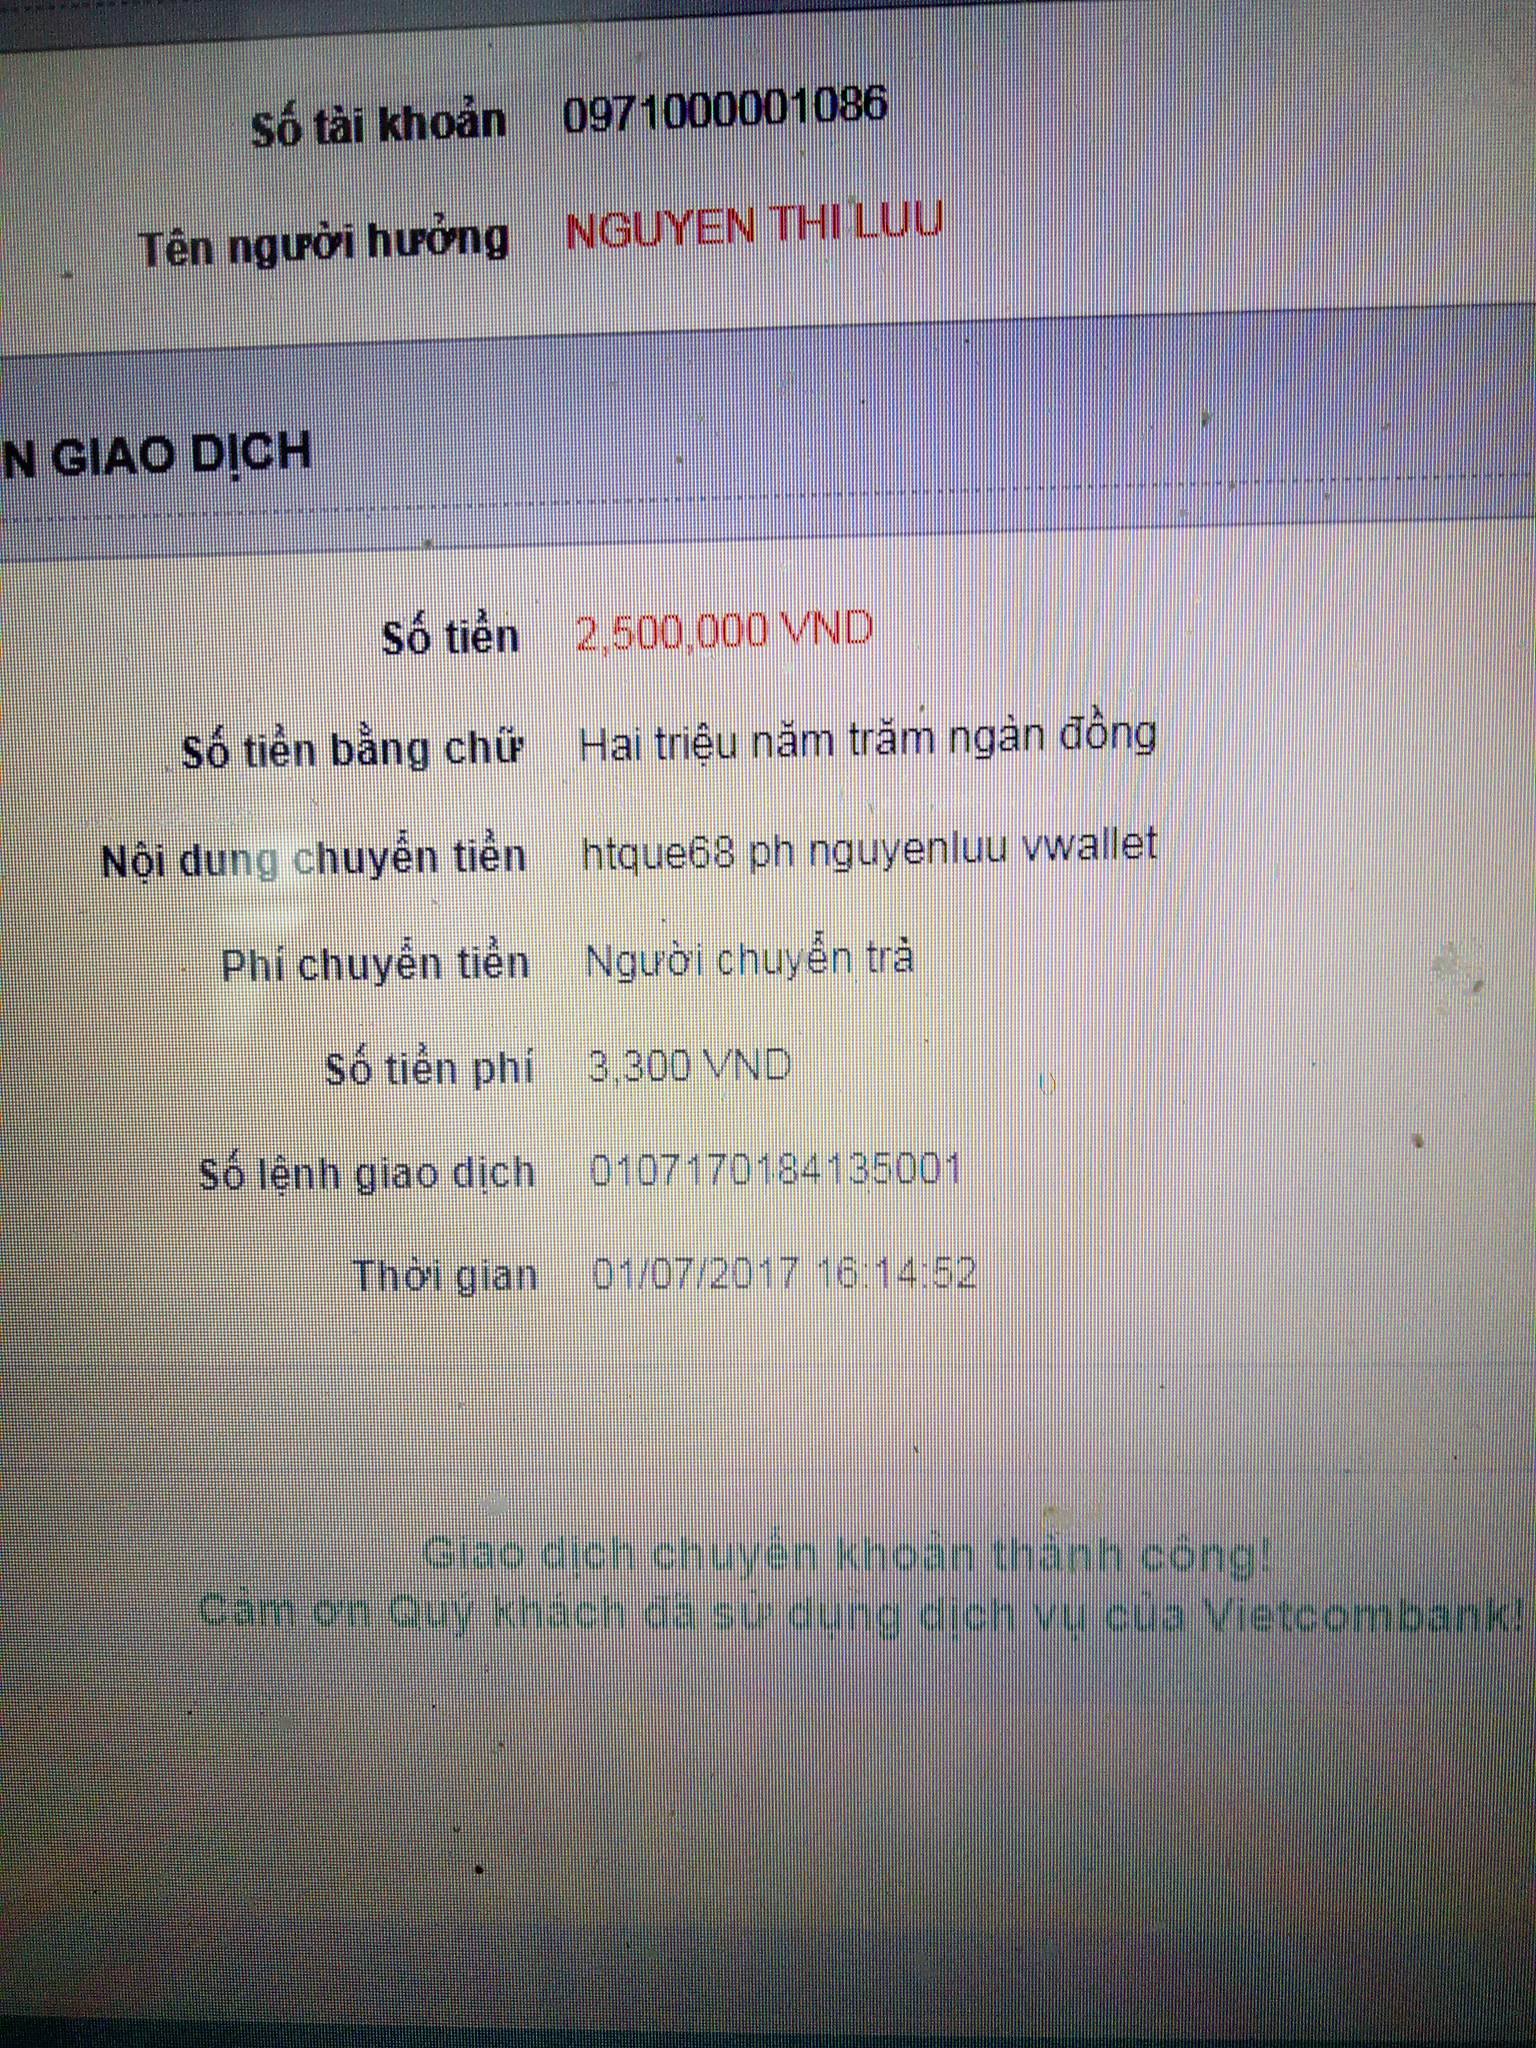 Số tài khoản 0971000001086
Tên người hưởng NGUYEN THI LUU
N GIAO DỊCH
Số tiền 2,500,000 VND
Số tiền bằng chữ Hai triệu năm trăm ngàn đồng
Nội dung chuyển tiền htque68 ph nguyenluu vwallet
Phí chuyển tiền Người chuyển trả
Số tiền phí 3,300 VND
Số lệnh giao dịch 0107170184135001
Thời gian 01/07/2017 16:14:52
Giao dịch chuyển khoản thành công!
Cảm ơn Quý khách đã sử dụng dịch vụ của Vietcombank!